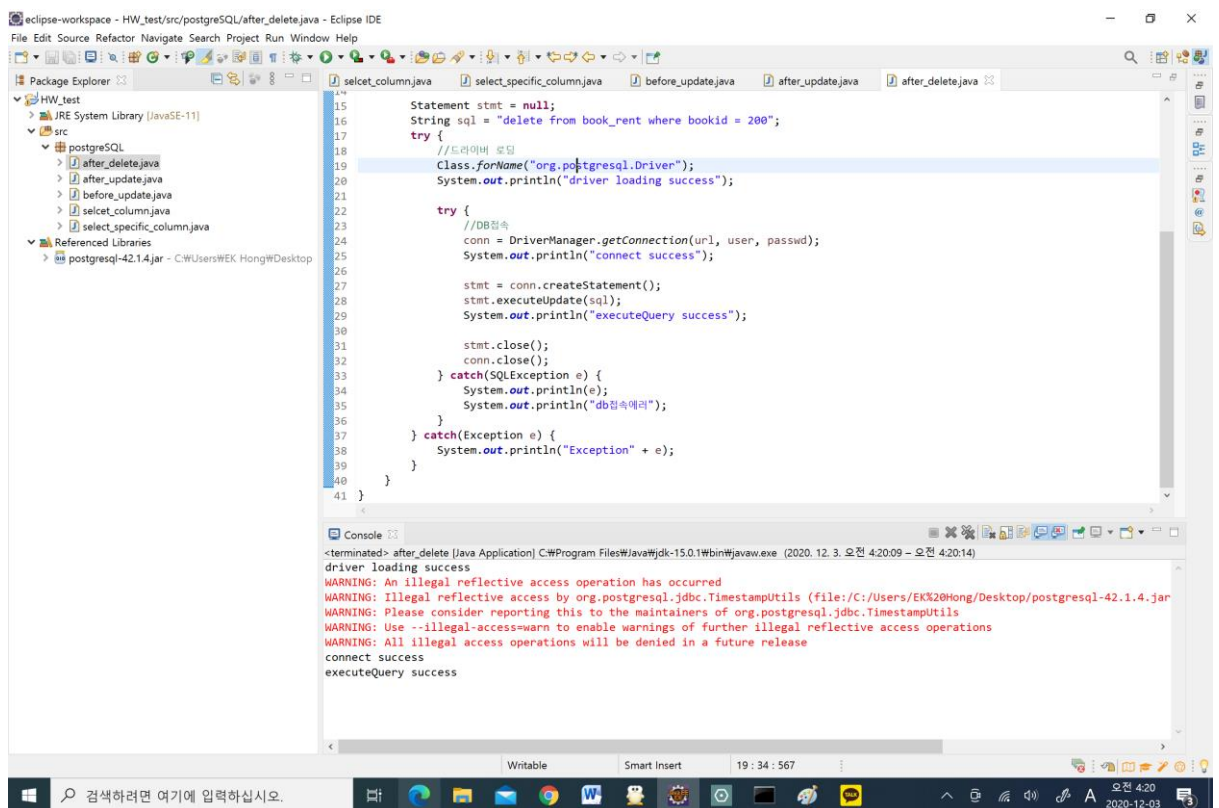 eclipse-workspace - HW_test/src/postgreSQL/after_delete.java - Eclipse IDE
File Edit Source Refactor Navigate Search Project Run Window Help
Package Explorer
selcet_column.java select_specific_column.java before_update.java after_update.java after_delete.java
HW_test
JRE System Library [JavaSE-11]
src
postgreSQL
after_delete.java
after_update.java
before_update.java
selcet_column.java
select_specific_column.java
Referenced Libraries
postgresql-42.1.4.jar - C:₩Users₩EK Hong₩Desktop
14
15 Statement stmt = null;
16 String sql = "delete from book_rent where bookid = 200";
17 try {
18 //드라이버 로딩
19 Class.forName("org.postgresql.Driver");
20 System.out.println("driver loading success");
21
22 try {
23 //DB접속
24 conn = DriverManager.getConnection(url, user, passwd);
25 System.out.println("connect success");
26
27 stmt = conn.createStatement();
28 stmt.executeUpdate(sql);
29 System.out.println("executeQuery success");
30
31 stmt.close();
32 conn.close();
33 } catch(SQLException e) {
34 System.out.println(e);
35 System.out.println("db접속에러");
36 }
37 } catch(Exception e) {
38 System.out.println("Exception" + e);
39 }
40 }
41 }
Console
<terminated> after_delete [Java Application] C:₩Program Files₩Java₩jdk-15.0.1₩bin₩javaw.exe (2020. 12. 3. 오전 4:20:09 – 오전 4:20:14)
driver loading success
WARNING: An illegal reflective access operation has occurred
WARNING: Illegal reflective access by org.postgresql.jdbc.TimestampUtils (file:/C:/Users/EK%20Hong/Desktop/postgresql-42.1.4.jar
WARNING: Please consider reporting this to the maintainers of org.postgresql.jdbc.TimestampUtils
WARNING: Use --illegal-access=warn to enable warnings of further illegal reflective access operations
WARNING: All illegal access operations will be denied in a future release
connect success
executeQuery success
Writable Smart Insert 19 : 34 : 567
검색하려면 여기에 입력하십시오.
TALK
A
오전 4:20
2020-12-03
3